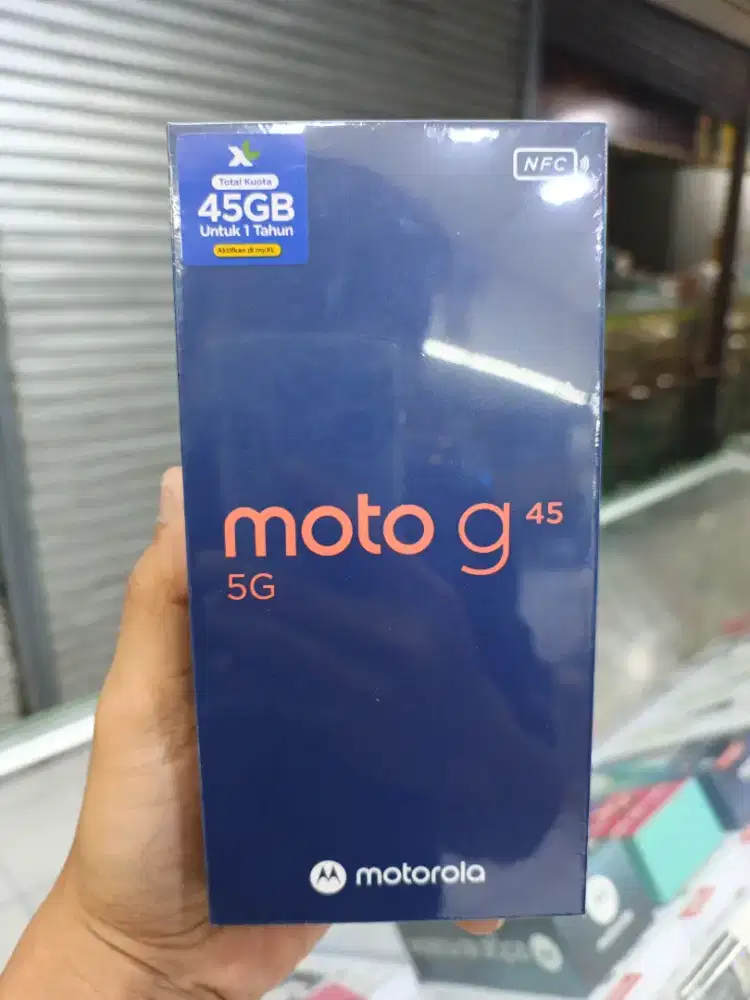 XL
Total Kuota
45GB
Untuk 1 Tahun
Aktifkan di myXL
NFC
moto g 45
5G
motorola